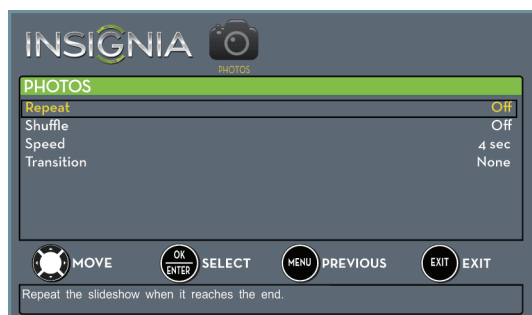 INSIGNIA
PHOTOS
PHOTOS
Repeat Off
Shuffle Off
Speed 4 sec
Transition None
MOVE OK ENTER SELECT MENU PREVIOUS EXIT EXIT
Repeat the slideshow when it reaches the end.